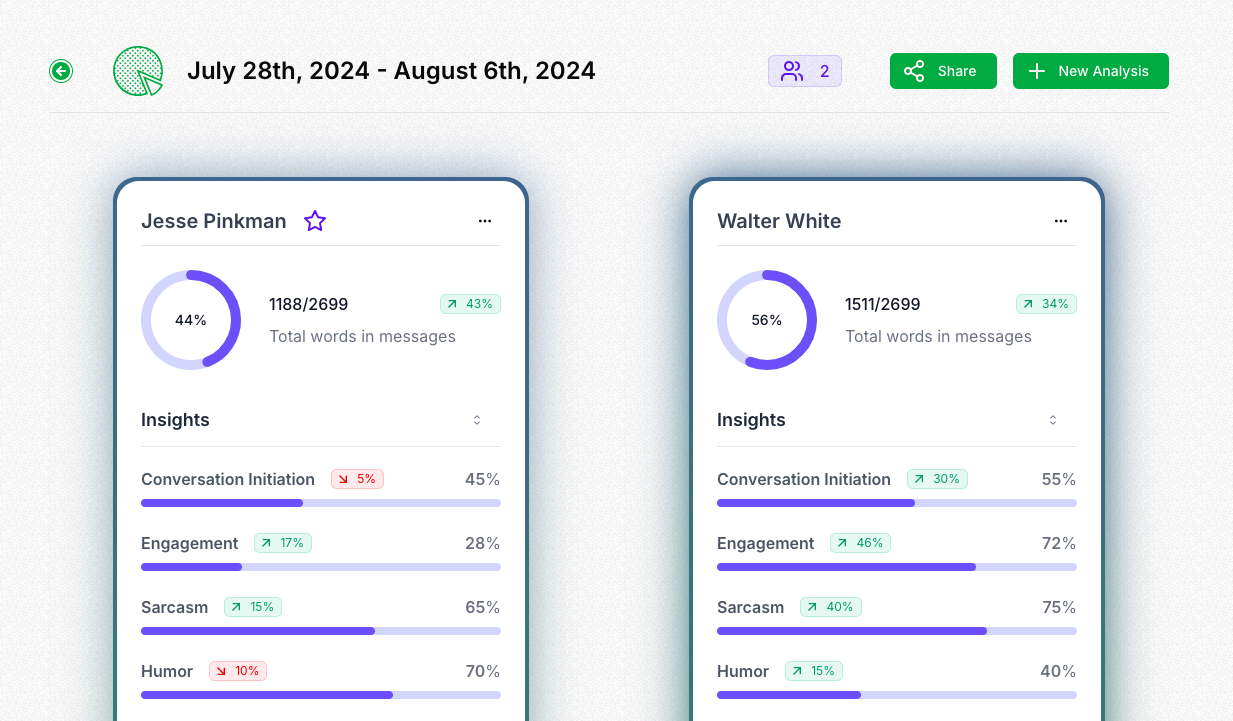 July 28th, 2024 - August 6th, 2024
2
Share
New Analysis
Jesse Pinkman
44%
1188/2699
43%
Total words in messages
Insights
Conversation Initiation 5% 45%
Engagement 17% 28%
Sarcasm 15% 65%
Humor 10% 70%
Walter White
56%
1511/2699
34%
Total words in messages
Insights
Conversation Initiation 30% 55%
Engagement 46% 72%
Sarcasm 40% 75%
Humor 15% 40%